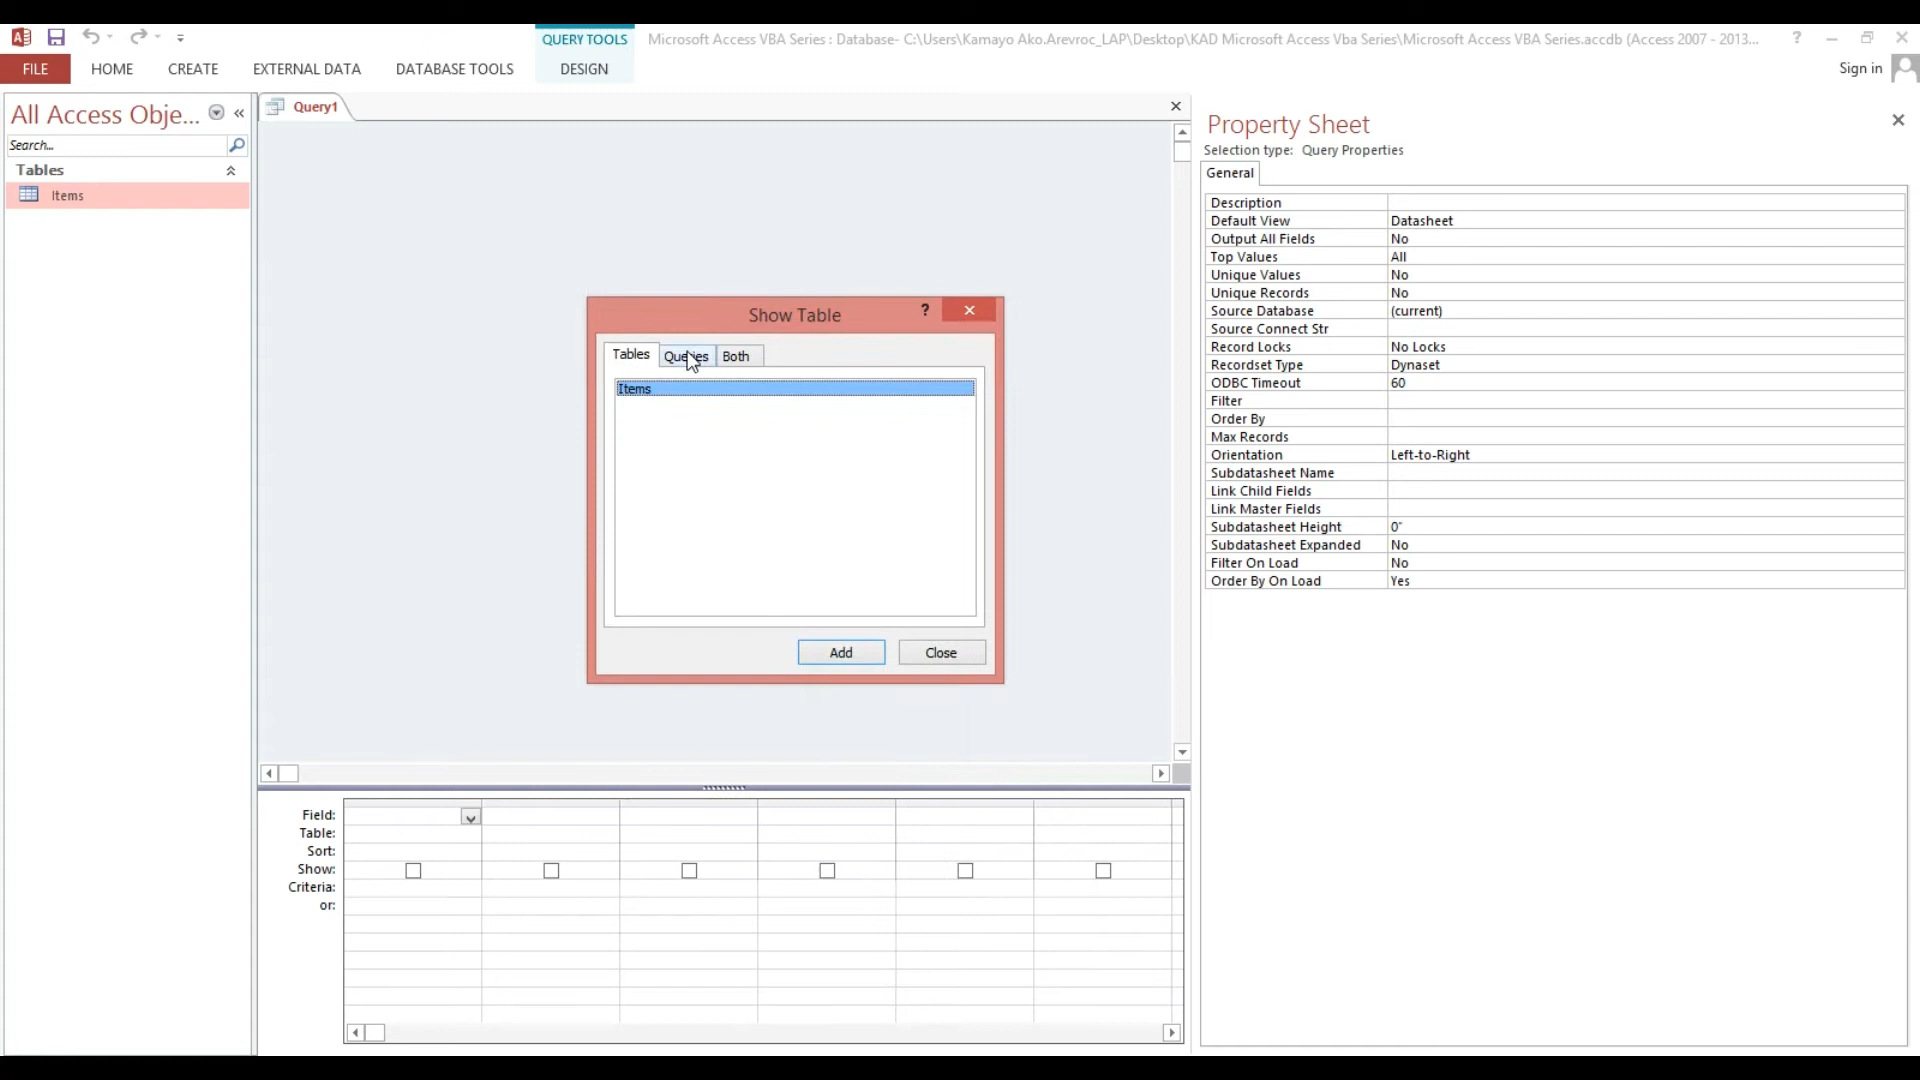 QUERY TOOLS
Microsoft Access VBA Series : Database- C:\Users\Kamayo Ako.Arevroc_LAP\Desktop\KAD Microsoft Access Vba Series\Microsoft Access VBA Series.accdb (Access 2007 - 2013...
?
FILE HOME CREATE EXTERNAL DATA DATABASE TOOLS DESIGN
Sign in
All Access Obje...
Search...
Tables
Items
Query1
Show Table
?
Tables Queries Both
Items
Add Close
Field:
Table:
Sort:
Show:
Criteria:
or:
Property Sheet
Selection type: Query Properties
General
Description
Default View Datasheet
Output All Fields No
Top Values All
Unique Values No
Unique Records No
Source Database (current)
Source Connect Str
Record Locks No Locks
Recordset Type Dynaset
ODBC Timeout 60
Filter
Order By
Max Records
Orientation Left-to-Right
Subdatasheet Name
Link Child Fields
Link Master Fields
Subdatasheet Height 0"
Subdatasheet Expanded No
Filter On Load No
Order By On Load Yes